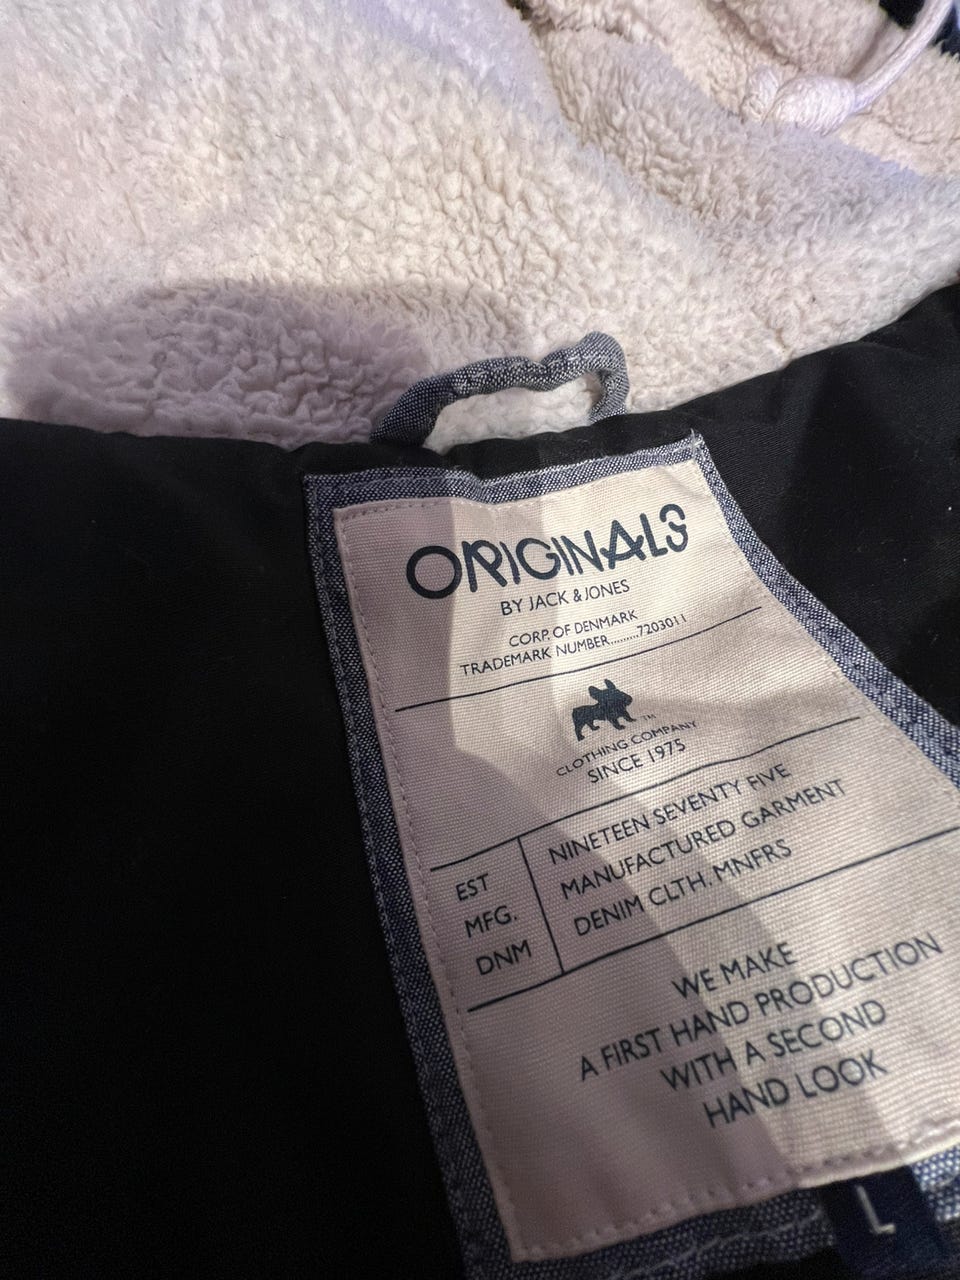 ORIGINALS
BY JACK & JONES
CORP. OF DENMARK
TRADEMARK NUMBER.........7203011
TM
CLOTHING COMPANY
SINCE 1975
EST
MFG.
DNM
NINETEEN SEVENTY FIVE
MANUFACTURED GARMENT
DENIM CLTH. MNFRS
WE MAKE
A FIRST HAND PRODUCTION
WITH A SECOND
HAND LOOK
L